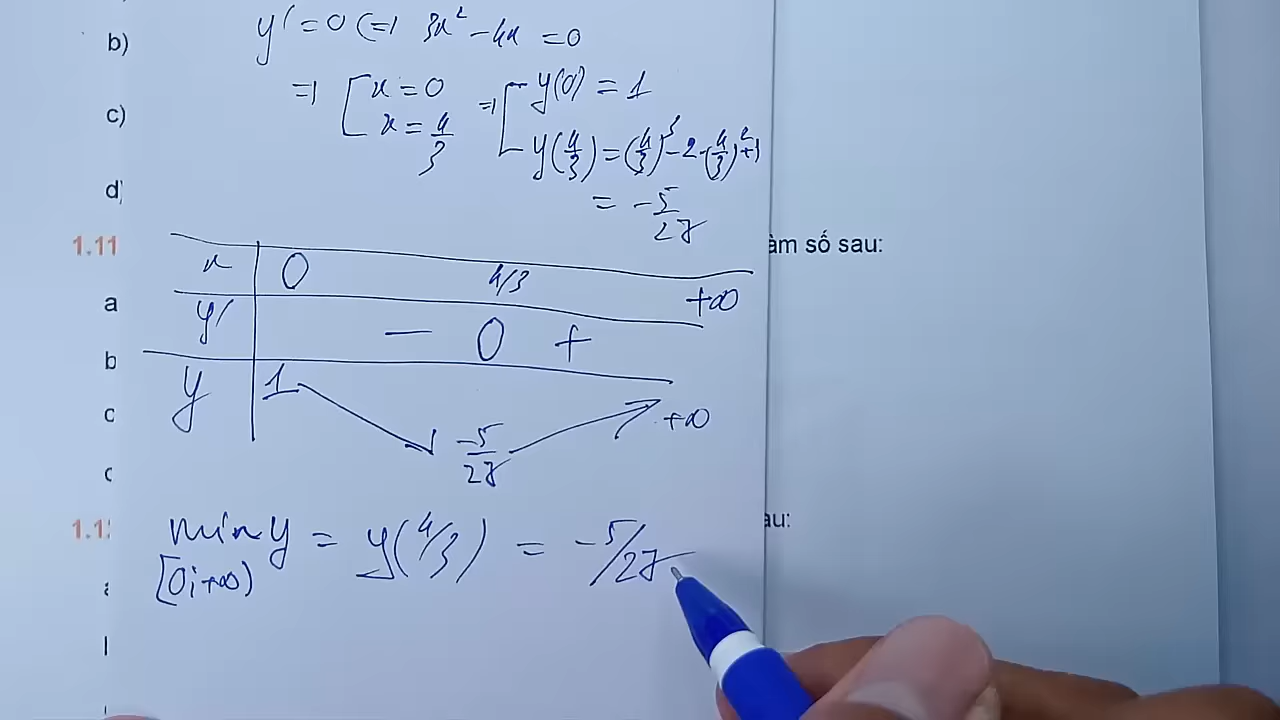 b) y' = 0 (=) 3x² - 4x = 0
=) [ x = 0 =) [ y(0) = 1
c) x = 4/3 y(4/3) = (4/3)³ - 2·(4/3)² + 1
d) = -5/27
1.11 àm số sau:
x 0 4/3 +∞
a
y' - 0 +
b
y 1 -5/27 +∞
c
min y = y(4/3) = -5/27
[0;+∞)
1.1 au: